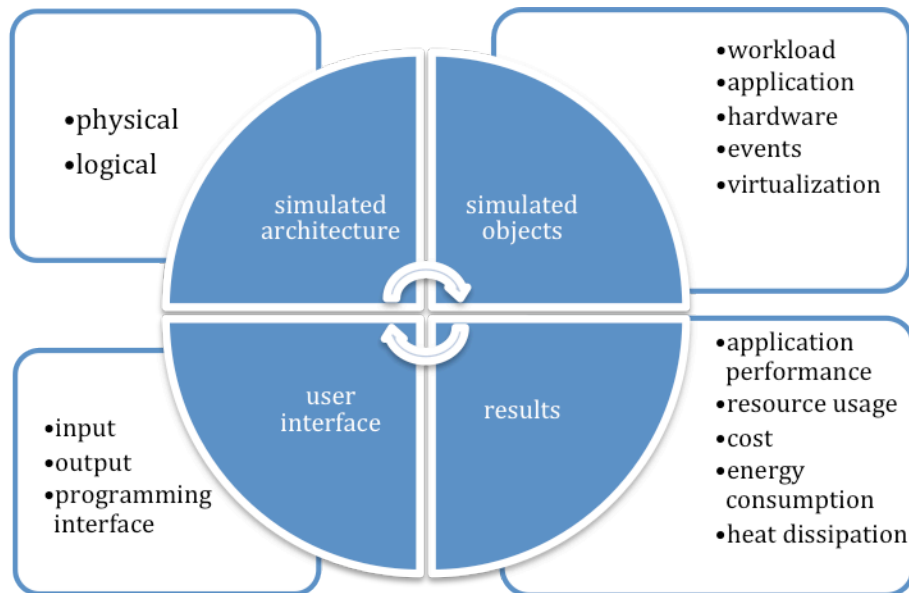 •physical
•logical
simulated
architecture
simulated
objects
•workload
•application
•hardware
•events
•virtualization
•input
•output
•programming
interface
user
interface
results
•application
performance
•resource usage
•cost
•energy
consumption
•heat dissipation